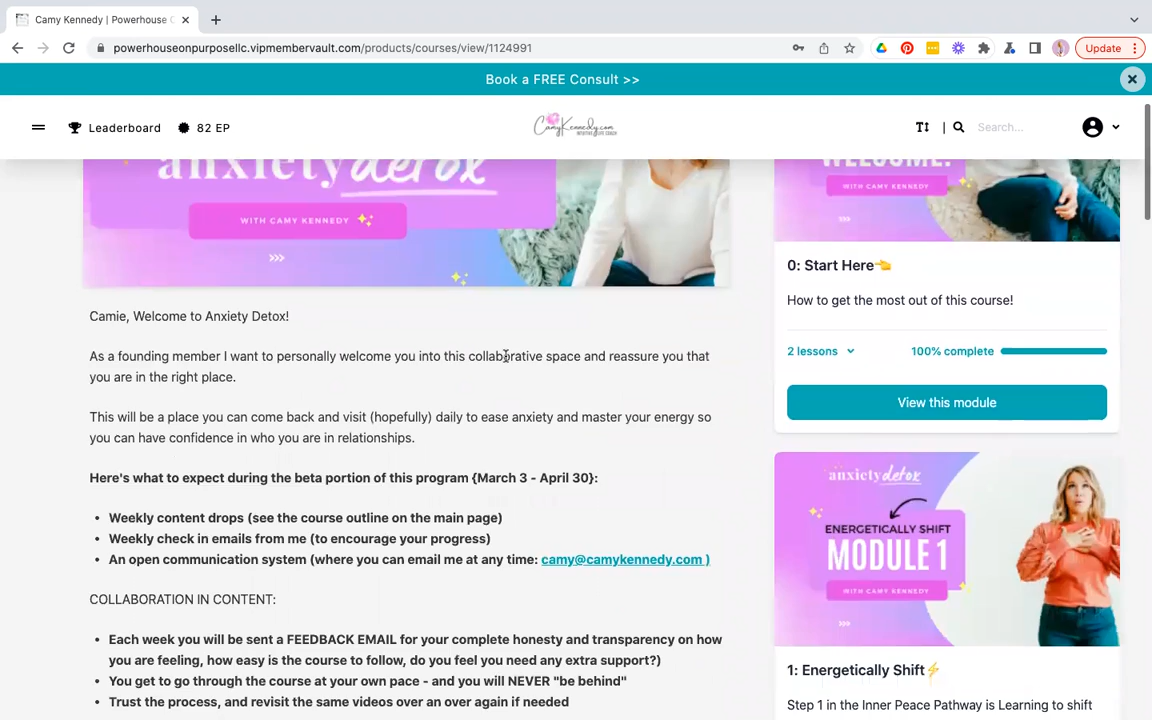 Camy Kennedy | Powerhouse
powerhouseonpurposellc.vipmembervault.com/products/courses/view/1124991
Update
Book a FREE Consult >>
Leaderboard
82 EP
CamyKennedy.com
Search...
anxietydetox
WITH CAMY KENNEDY
>>>
Camie, Welcome to Anxiety Detox!
As a founding member I want to personally welcome you into this collaborative space and reassure you that
you are in the right place.
This will be a place you can come back and visit (hopefully) daily to ease anxiety and master your energy so
you can have confidence in who you are in relationships.
Here's what to expect during the beta portion of this program {March 3 - April 30}:
• Weekly content drops (see the course outline on the main page)
• Weekly check in emails from me (to encourage your progress)
• An open communication system (where you can email me at any time: camy@camykennedy.com )
COLLABORATION IN CONTENT:
• Each week you will be sent a FEEDBACK EMAIL for your complete honesty and transparency on how
you are feeling, how easy is the course to follow, do you feel you need any extra support?)
• You get to go through the course at your own pace - and you will NEVER "be behind"
• Trust the process, and revisit the same videos over an over again if needed
WELCOME!
WITH CAMY KENNEDY
>>>
0: Start Here👈
How to get the most out of this course!
2 lessons
100% complete
View this module
anxietydetox
ENERGETICALLY SHIFT
MODULE 1
WITH CAMY KENNEDY
>>>
1: Energetically Shift⚡
Step 1 in the Inner Peace Pathway is Learning to shift